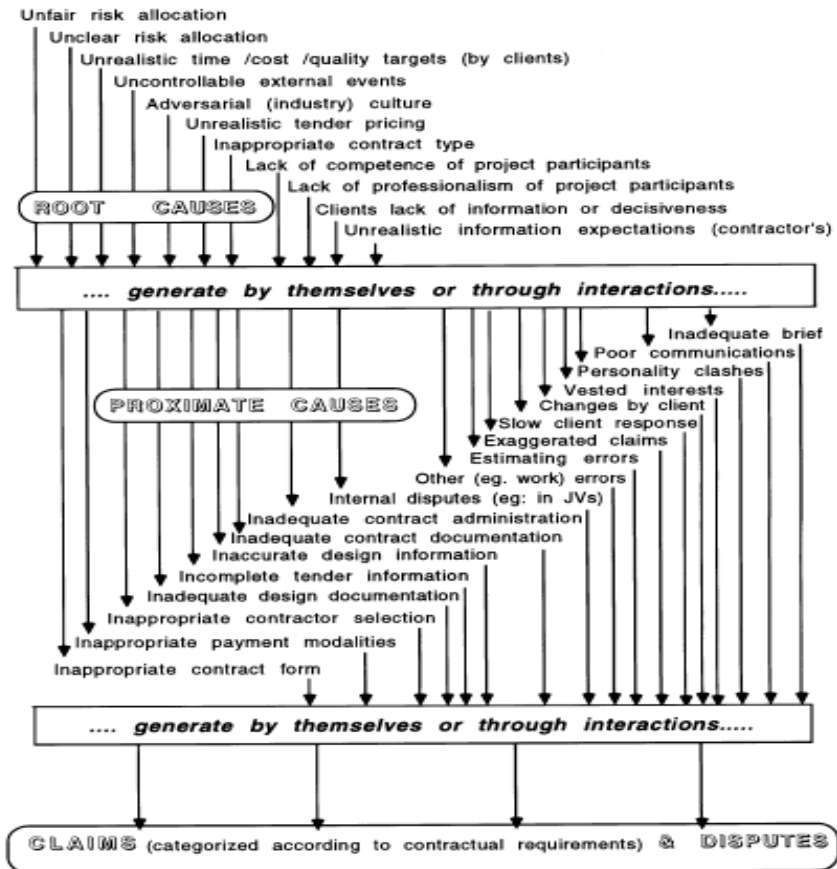 Unfair risk allocation
Unclear risk allocation
Unrealistic time /cost /quality targets (by clients)
Uncontrollable external events
Adversarial (industry) culture
Unrealistic tender pricing
Inappropriate contract type
Lack of competence of project participants
Lack of professionalism of project participants
ROOT CAUSES
Clients lack of information or decisiveness
Unrealistic information expectations (contractor's)
.... generate by themselves or through interactions.....
Inadequate brief
Poor communications
Personality clashes
Vested interests
PROXIMATE CAUSES
Changes by client
Slow client response
Exaggerated claims
Estimating errors
Other (eg. work) errors
Internal disputes (eg: in JVs)
Inadequate contract administration
Inadequate contract documentation
Inaccurate design information
Incomplete tender information
Inadequate design documentation
Inappropriate contractor selection
Inappropriate payment modalities
Inappropriate contract form
.... generate by themselves or through interactions.....
CLAIMS (categorized according to contractual requirements) & DISPUTES